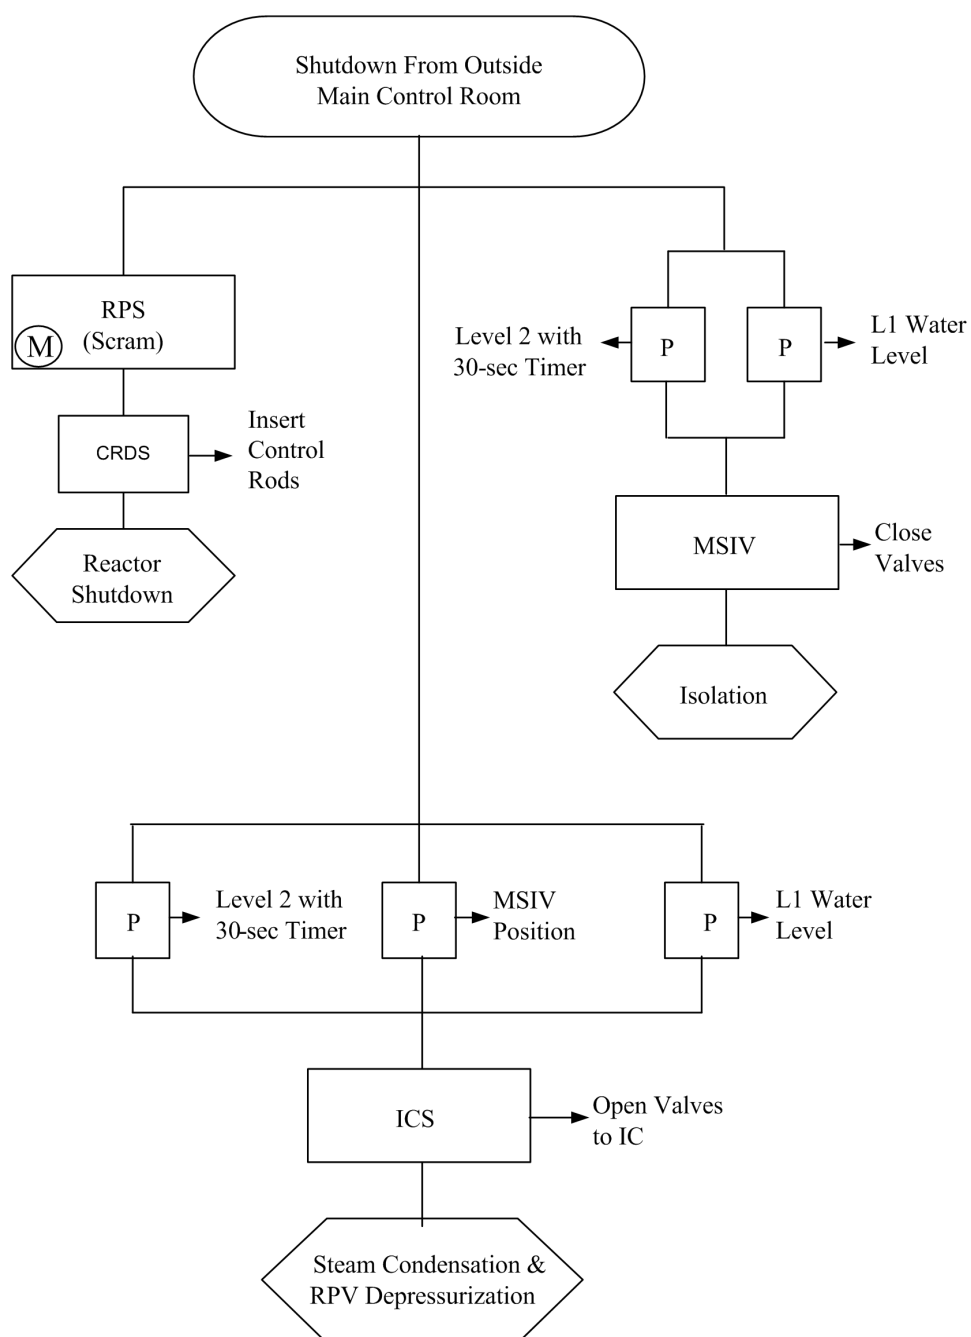 Shutdown From Outside
Main Control Room
RPS
(Scram)
M
CRDS
Insert
Control
Rods
Reactor
Shutdown
Level 2 with
30-sec Timer
P
P
L1 Water
Level
MSIV
Close
Valves
Isolation
P
Level 2 with
30-sec Timer
P
MSIV
Position
P
L1 Water
Level
ICS
Open Valves
to IC
Steam Condensation &
RPV Depressurization